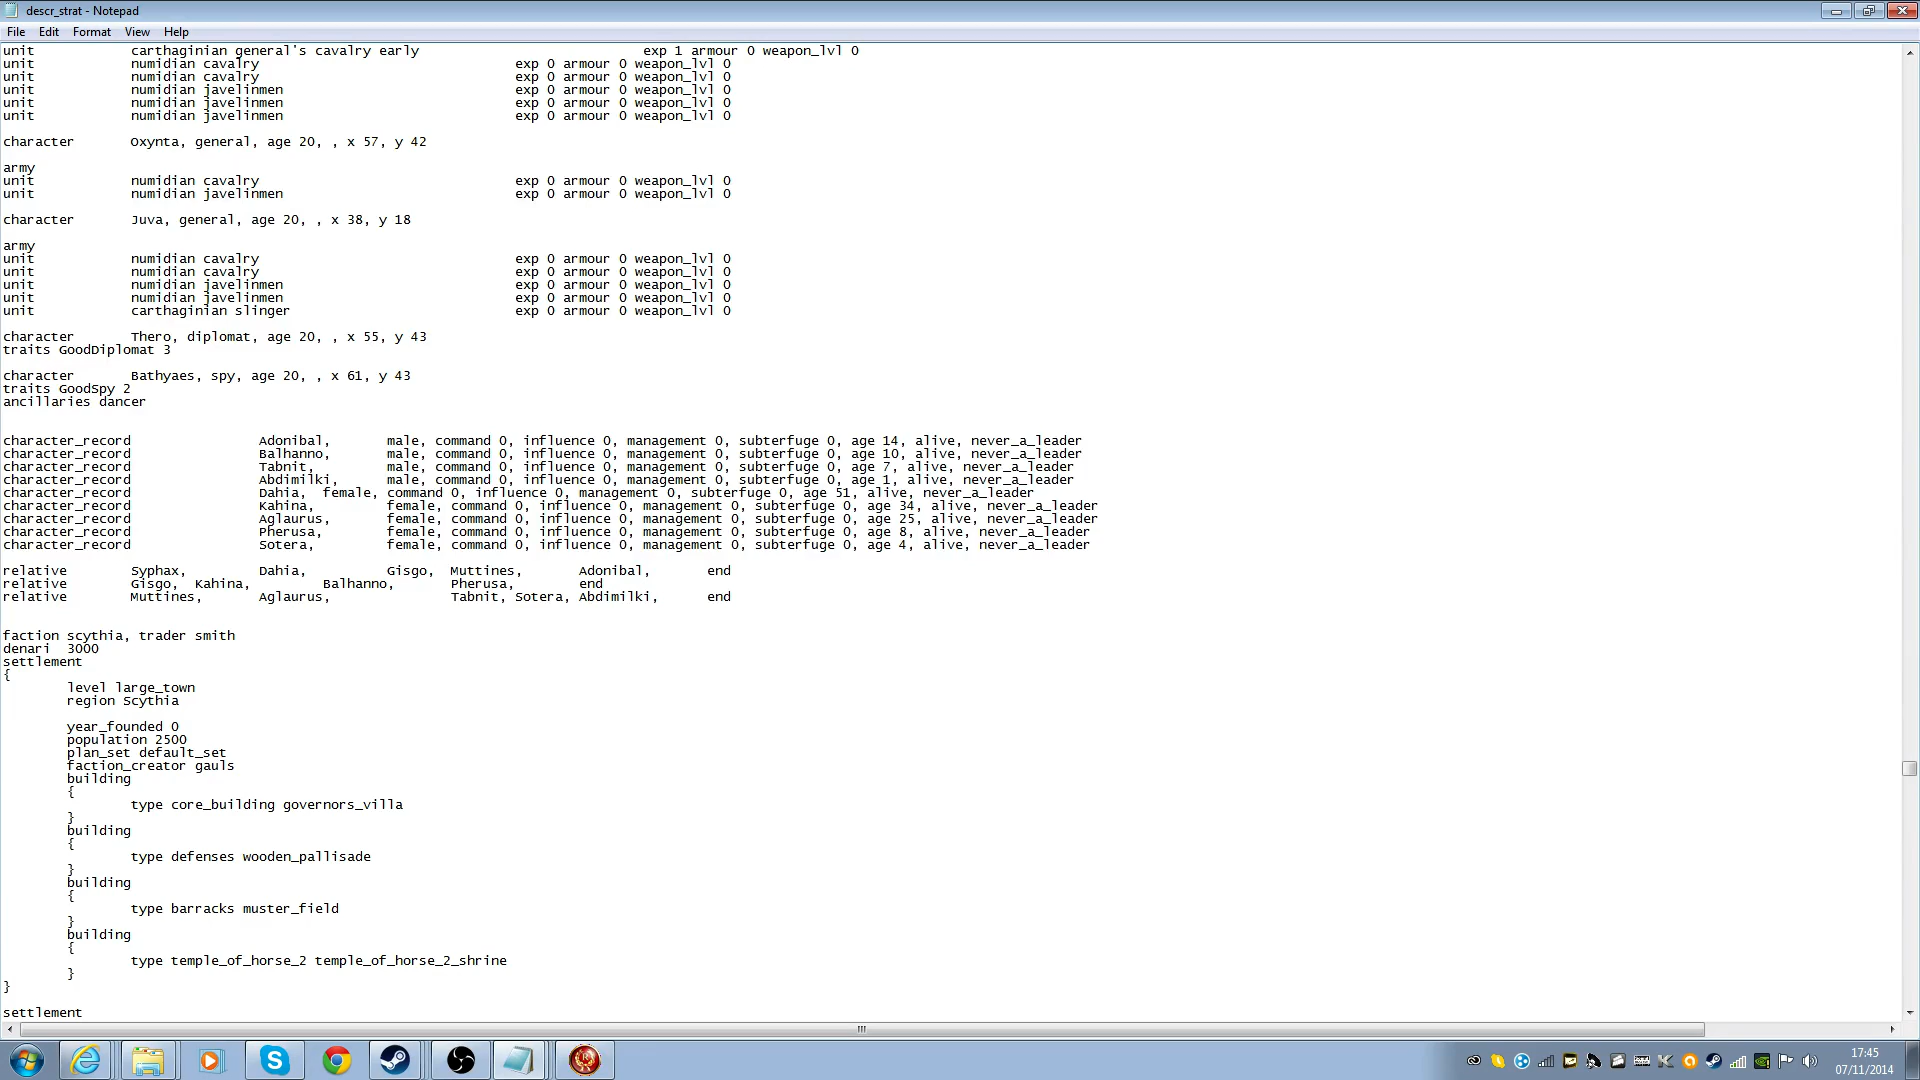 descr_strat - Notepad
File Edit Format View Help
unit carthaginian general's cavalry early exp 1 armour 0 weapon_lvl 0
unit numidian cavalry exp 0 armour 0 weapon_lvl 0
unit numidian cavalry exp 0 armour 0 weapon_lvl 0
unit numidian javelinmen exp 0 armour 0 weapon_lvl 0
unit numidian javelinmen exp 0 armour 0 weapon_lvl 0
unit numidian javelinmen exp 0 armour 0 weapon_lvl 0
character Oxynta, general, age 20, , x 57, y 42
army
unit numidian cavalry exp 0 armour 0 weapon_lvl 0
unit numidian javelinmen exp 0 armour 0 weapon_lvl 0
character Juva, general, age 20, , x 38, y 18
army
unit numidian cavalry exp 0 armour 0 weapon_lvl 0
unit numidian cavalry exp 0 armour 0 weapon_lvl 0
unit numidian javelinmen exp 0 armour 0 weapon_lvl 0
unit numidian javelinmen exp 0 armour 0 weapon_lvl 0
unit carthaginian slinger exp 0 armour 0 weapon_lvl 0
character Thero, diplomat, age 20, , x 55, y 43
traits GoodDiplomat 3
character Bathyaes, spy, age 20, , x 61, y 43
traits GoodSpy 2
ancillaries dancer
character_record Adonibal, male, command 0, influence 0, management 0, subterfuge 0, age 14, alive, never_a_leader
character_record Balhanno, male, command 0, influence 0, management 0, subterfuge 0, age 10, alive, never_a_leader
character_record Tabnit, male, command 0, influence 0, management 0, subterfuge 0, age 7, alive, never_a_leader
character_record Abdimilki, male, command 0, influence 0, management 0, subterfuge 0, age 1, alive, never_a_leader
character_record Dahia, female, command 0, influence 0, management 0, subterfuge 0, age 51, alive, never_a_leader
character_record Kahina, female, command 0, influence 0, management 0, subterfuge 0, age 34, alive, never_a_leader
character_record Aglaurus, female, command 0, influence 0, management 0, subterfuge 0, age 25, alive, never_a_leader
character_record Pherusa, female, command 0, influence 0, management 0, subterfuge 0, age 8, alive, never_a_leader
character_record Sotera, female, command 0, influence 0, management 0, subterfuge 0, age 4, alive, never_a_leader
relative Syphax, Dahia, Gisgo, Muttines, Adonibal, end
relative Gisgo, Kahina, Balhanno, Pherusa, end
relative Muttines, Aglaurus, Tabnit, Sotera, Abdimilki, end
faction scythia, trader smith
denari 3000
settlement
{
level large_town
region Scythia
year_founded 0
population 2500
plan_set default_set
faction_creator gauls
building
{
type core_building governors_villa
}
building
{
type defenses wooden_pallisade
}
building
{
type barracks muster_field
}
building
{
type temple_of_horse_2 temple_of_horse_2_shrine
}
}
settlement
17:45
07/11/2014